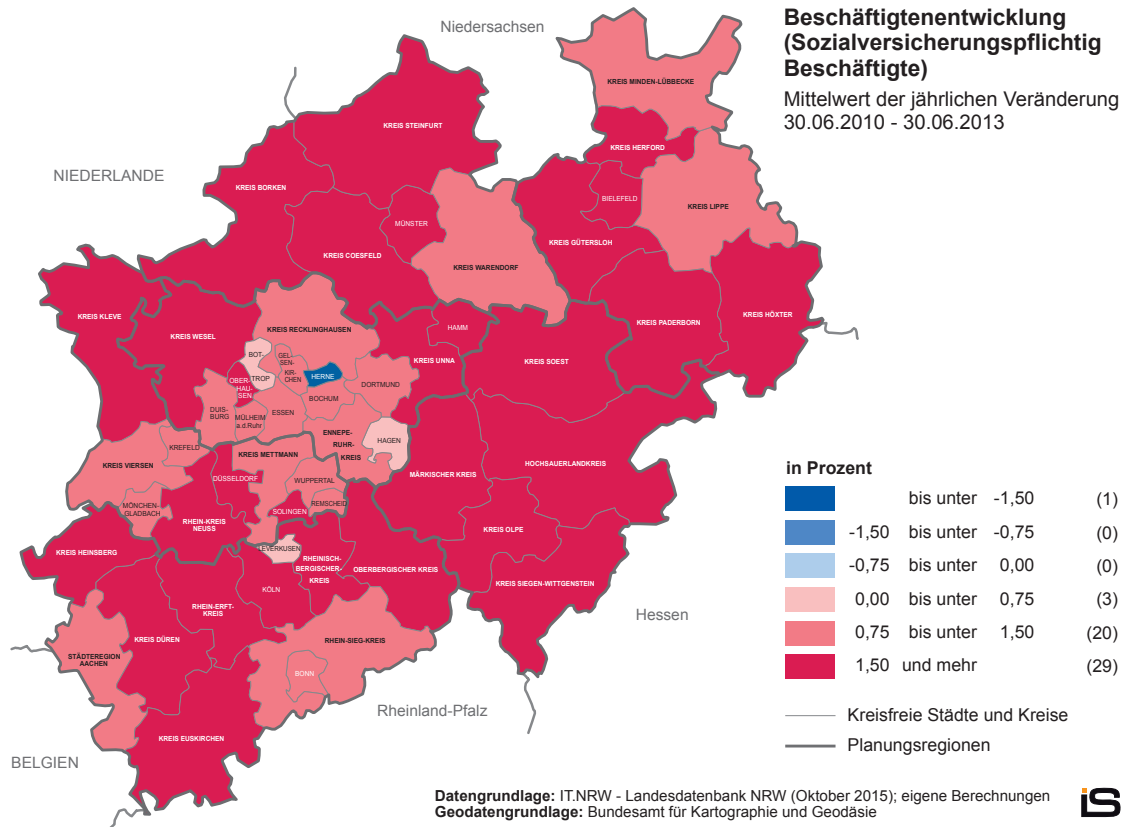 Beschäftigtenentwicklung
(Sozialversicherungspflichtig
Beschäftigte)
Mittelwert der jährlichen Veränderung
30.06.2010 - 30.06.2013
Niedersachsen
NIEDERLANDE
BELGIEN
Rheinland-Pfalz
Hessen
KREIS MINDEN-LÜBBECKE
KREIS STEINFURT
KREIS HERFORD
KREIS BORKEN
BIELEFELD
KREIS LIPPE
MÜNSTER
KREIS GÜTERSLOH
KREIS COESFELD
KREIS WARENDORF
KREIS KLEVE
KREIS WESEL
KREIS RECKLINGHAUSEN
HAMM
KREIS PADERBORN
KREIS HÖXTER
KREIS UNNA
KREIS SOEST
BOT-
TROP
GEL-
SEN-
KIR-
CHEN
HERNE
OBER-
HAU-
SEN
DORTMUND
BOCHUM
ESSEN
DUIS-
BURG
MÜLHEIM
a.d.Ruhr
ENNEPE-
RUHR-
KREIS
HAGEN
KREFELD
KREIS VIERSEN
KREIS METTMANN
DÜSSELDORF
WUPPERTAL
REMSCHEID
SOLINGEN
MÖNCHEN-
GLADBACH
RHEIN-KREIS
NEUSS
MÄRKISCHER KREIS
HOCHSAUERLANDKREIS
KREIS OLPE
KREIS HEINSBERG
LEVERKUSEN
RHEINISCH-
BERGISCHER-
KREIS
OBERBERGISCHER KREIS
KREIS SIEGEN-WITTGENSTEIN
KÖLN
RHEIN-ERFT-
KREIS
KREIS DÜREN
RHEIN-SIEG-KREIS
STÄDTEREGION
AACHEN
BONN
KREIS EUSKIRCHEN
in Prozent
bis unter -1,50 (1)
-1,50 bis unter -0,75 (0)
-0,75 bis unter 0,00 (0)
0,00 bis unter 0,75 (3)
0,75 bis unter 1,50 (20)
1,50 und mehr (29)
Kreisfreie Städte und Kreise
Planungsregionen
Datengrundlage: IT.NRW - Landesdatenbank NRW (Oktober 2015); eigene Berechnungen
Geodatengrundlage: Bundesamt für Kartographie und Geodäsie
iS